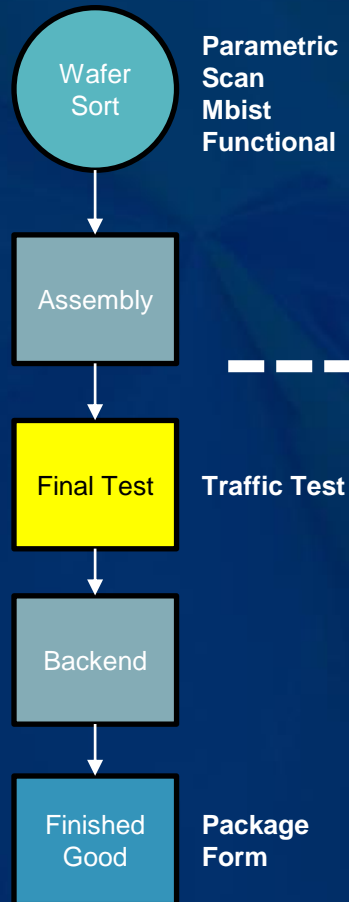 Wafer
Sort
Parametric
Scan
Mbist
Functional
Assembly
Final Test
Traffic Test
Backend
Finished
Good
Package
Form